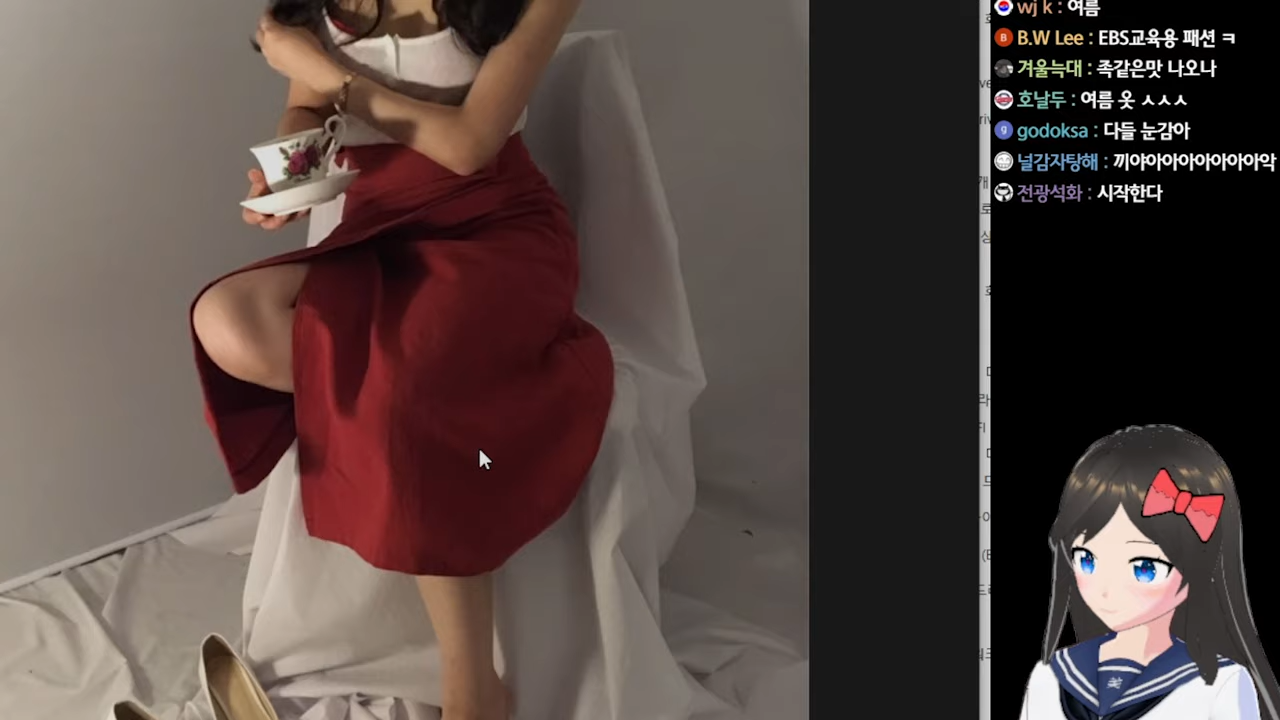 wj k : 여름
B.W Lee : EBS교육용 패션 ㅋ
겨울늑대 : 족같은맛 나오나
호날두 : 여름 옷 ㅅㅅㅅ
godoksa : 다들 눈감아
널감자탕해 : 끼야아아아아아아아악
전광석화 : 시작한다